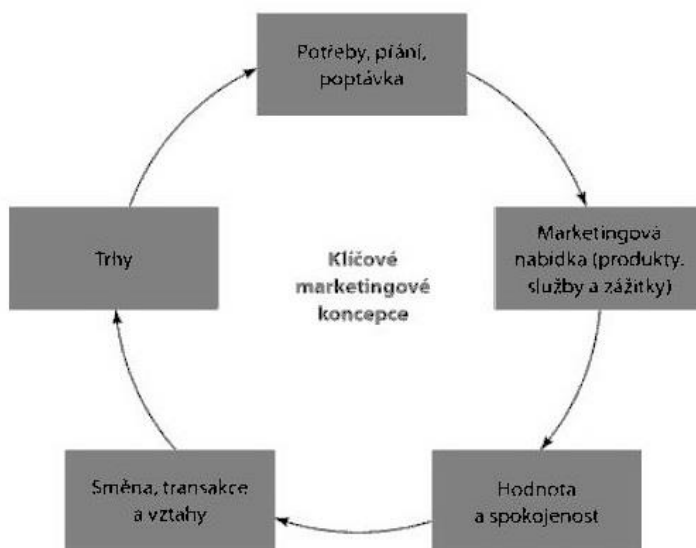 Potřeby, přání,
poptávka
Marketingová
nabídka (produkty.
služby a zážitky)
Hodnota
a spokojenost
Směna, transakce
a vztahy
Trhy
Klíčové
marketingové
koncepce